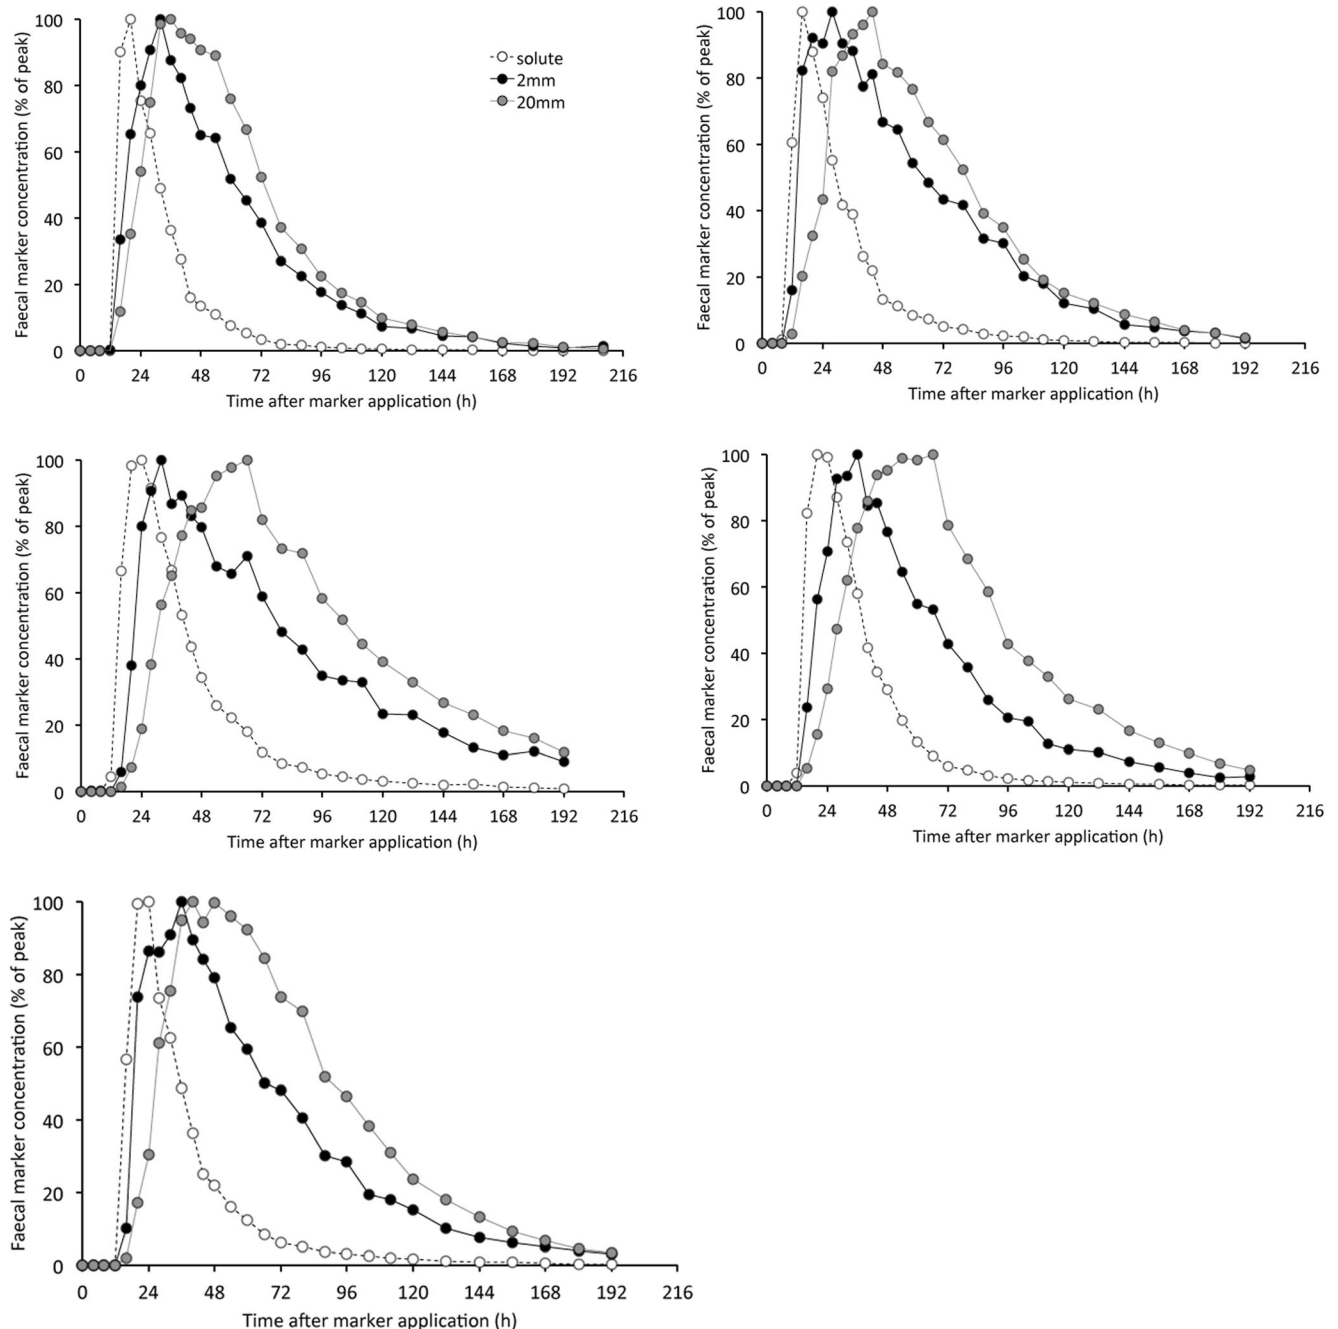 Faecal marker concentration (% of peak)
100
80
60
40
20
0
solute
2mm
20mm
0 24 48 72 96 120 144 168 192 216
Time after marker application (h)
Faecal marker concentration (% of peak)
100
80
60
40
20
0
0 24 48 72 96 120 144 168 192 216
Time after marker application (h)
Faecal marker concentration (% of peak)
100
80
60
40
20
0
0 24 48 72 96 120 144 168 192 216
Time after marker application (h)
Faecal marker concentration (% of peak)
100
80
60
40
20
0
0 24 48 72 96 120 144 168 192 216
Time after marker application (h)
Faecal marker concentration (% of peak)
100
80
60
40
20
0
0 24 48 72 96 120 144 168 192 216
Time after marker application (h)